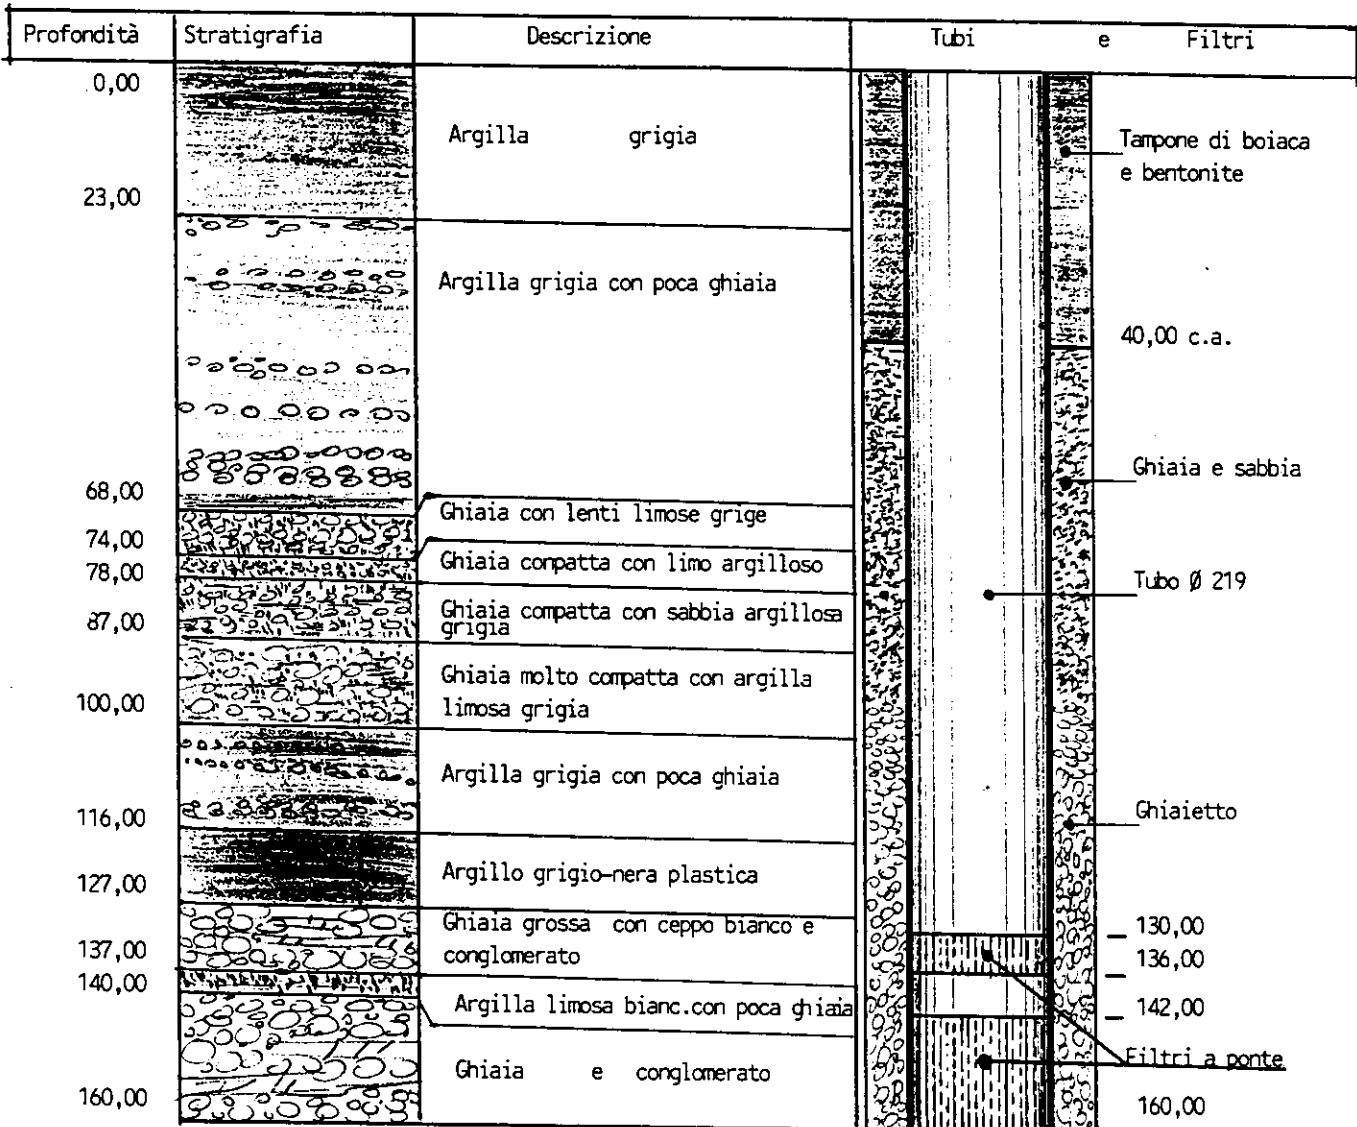 Profondità Stratigrafia Descrizione Tubi e Filtri
0,00
Argilla grigia
23,00
Argilla grigia con poca ghiaia
68,00
Ghiaia con lenti limose grige
74,00
Ghiaia conpatta con limo argilloso
78,00
Ghiaia compatta con sabbia argillosa
grigia
87,00
Ghiaia molto compatta con argilla
limosa grigia
100,00
Argilla grigia con poca ghiaia
116,00
Argillo grigio-nera plastica
127,00
Ghiaia grossa con ceppo bianco e
conglomerato
137,00
140,00
Argilla limosa bianc.con poca ghiaia
Ghiaia e conglomerato
160,00
Tampone di boiaca
e bentonite
40,00 c.a.
Ghiaia e sabbia
Tubo Ø 219
Ghiaietto
130,00
136,00
142,00
Filtri a ponte
160,00